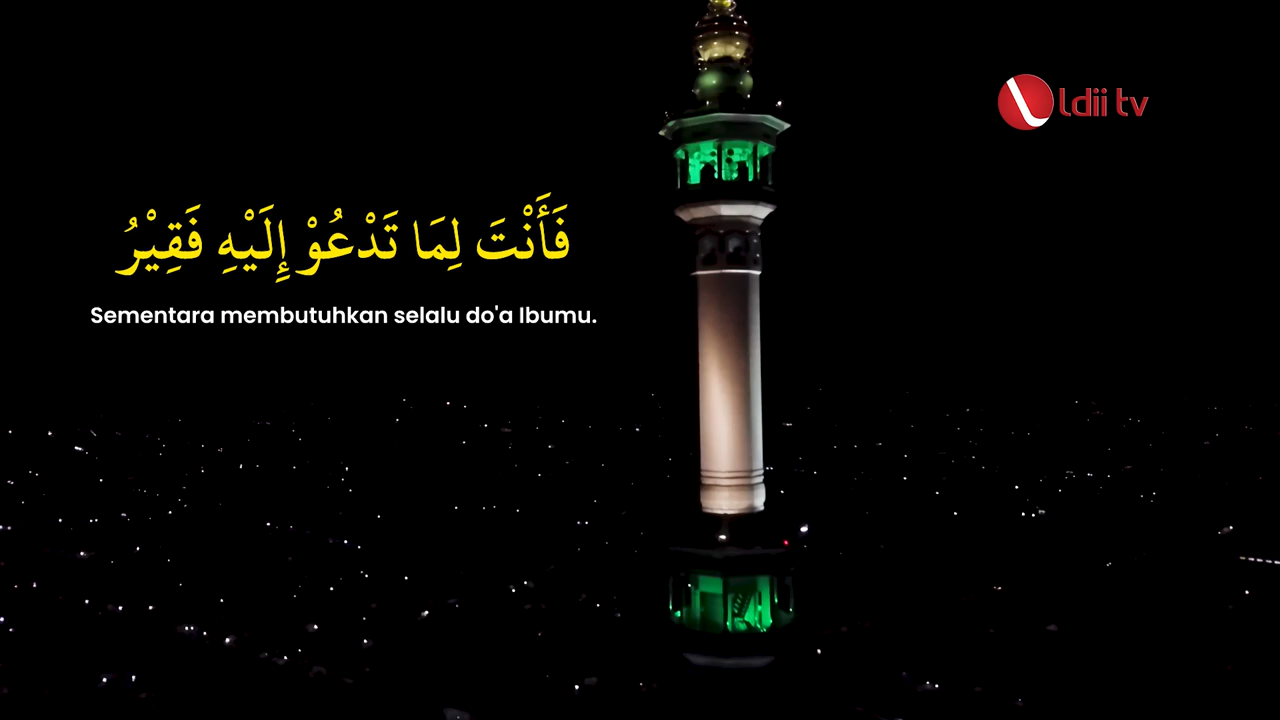 ldii tv
فَأَنْتَ لِمَا تَدْعُوْ إِلَيْهِ فَقِيْرُ
Sementara membutuhkan selalu do'a Ibumu.